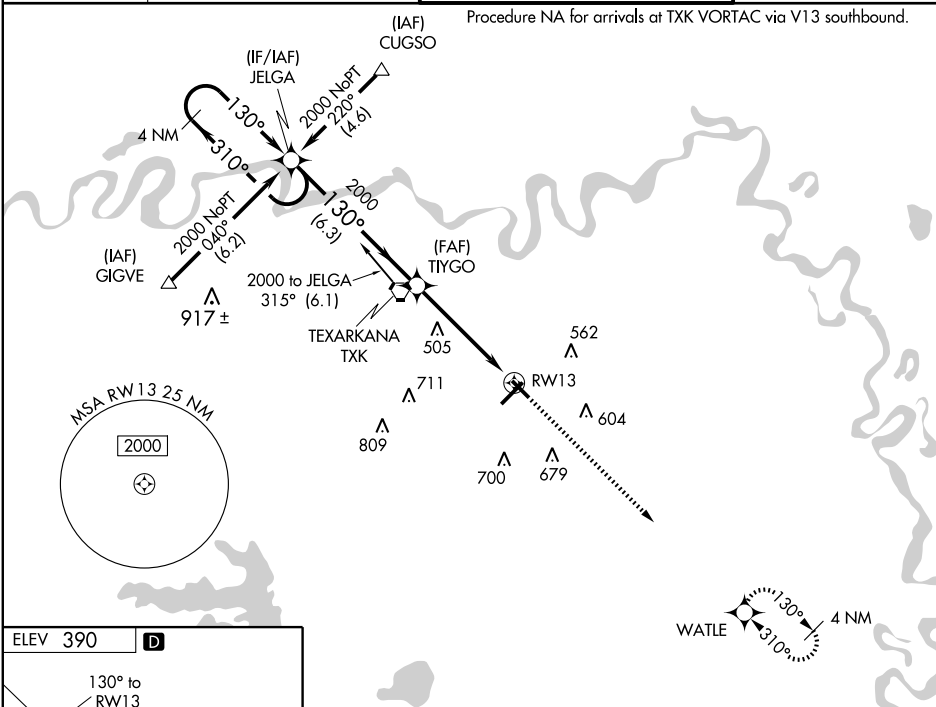 Procedure NA for arrivals at TXK VORTAC via V13 southbound.
(IAF)
CUGSO
(IF/IAF)
JELGA
2000 NoPT
220°
(4.6)
130°
4 NM
310°
2000
130°
(6.3)
2000 NoPT
040°
(6.2)
(IAF)
GIGVE
(FAF)
TIYGO
2000 to JELGA
315° (6.1)
917 ±
TEXARKANA
TXK
505
562
RW13
711
604
809
700
679
MSA RW13 25 NM
2000
WATLE
130°
310°
4 NM
ELEV 390
D
130° to
RW13